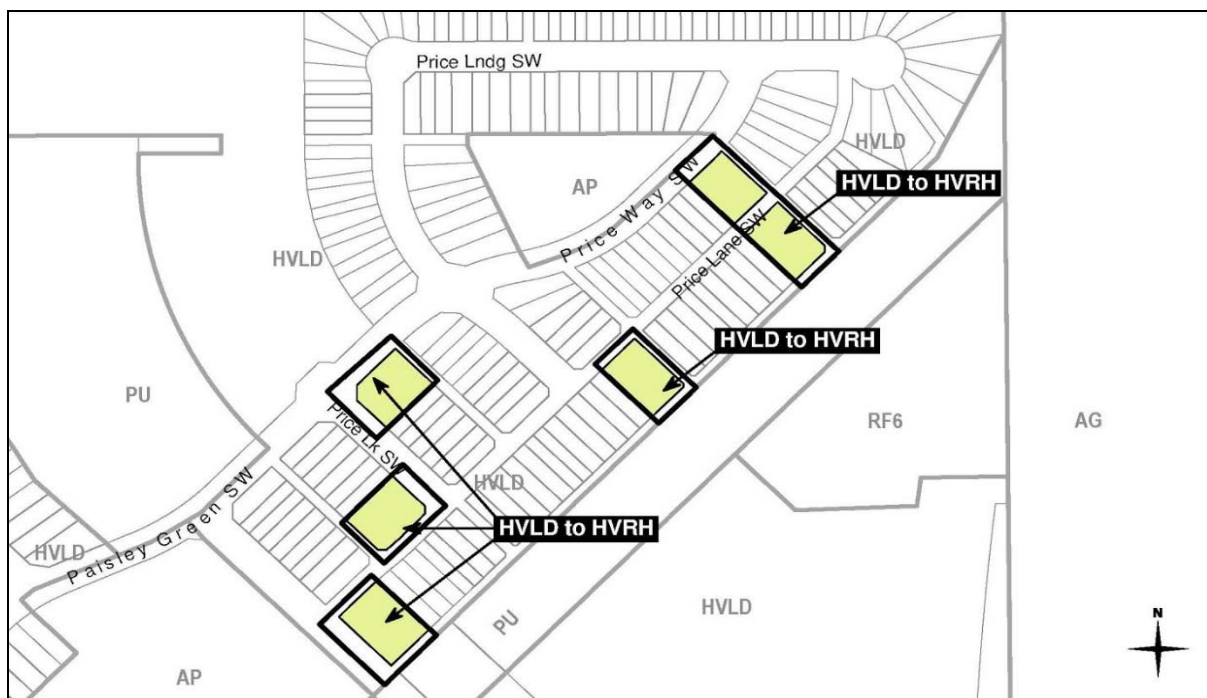 Price Lndg SW
HVLD
HVLD to HVRH
AP
Price Way SW
Price Lane SW
HVLD
HVLD to HVRH
PU
RF6
AG
Price Lk SW
HVLD
HVLD to HVRH
Paisley Green SW
HVLD
HVLD
PU
AP
N